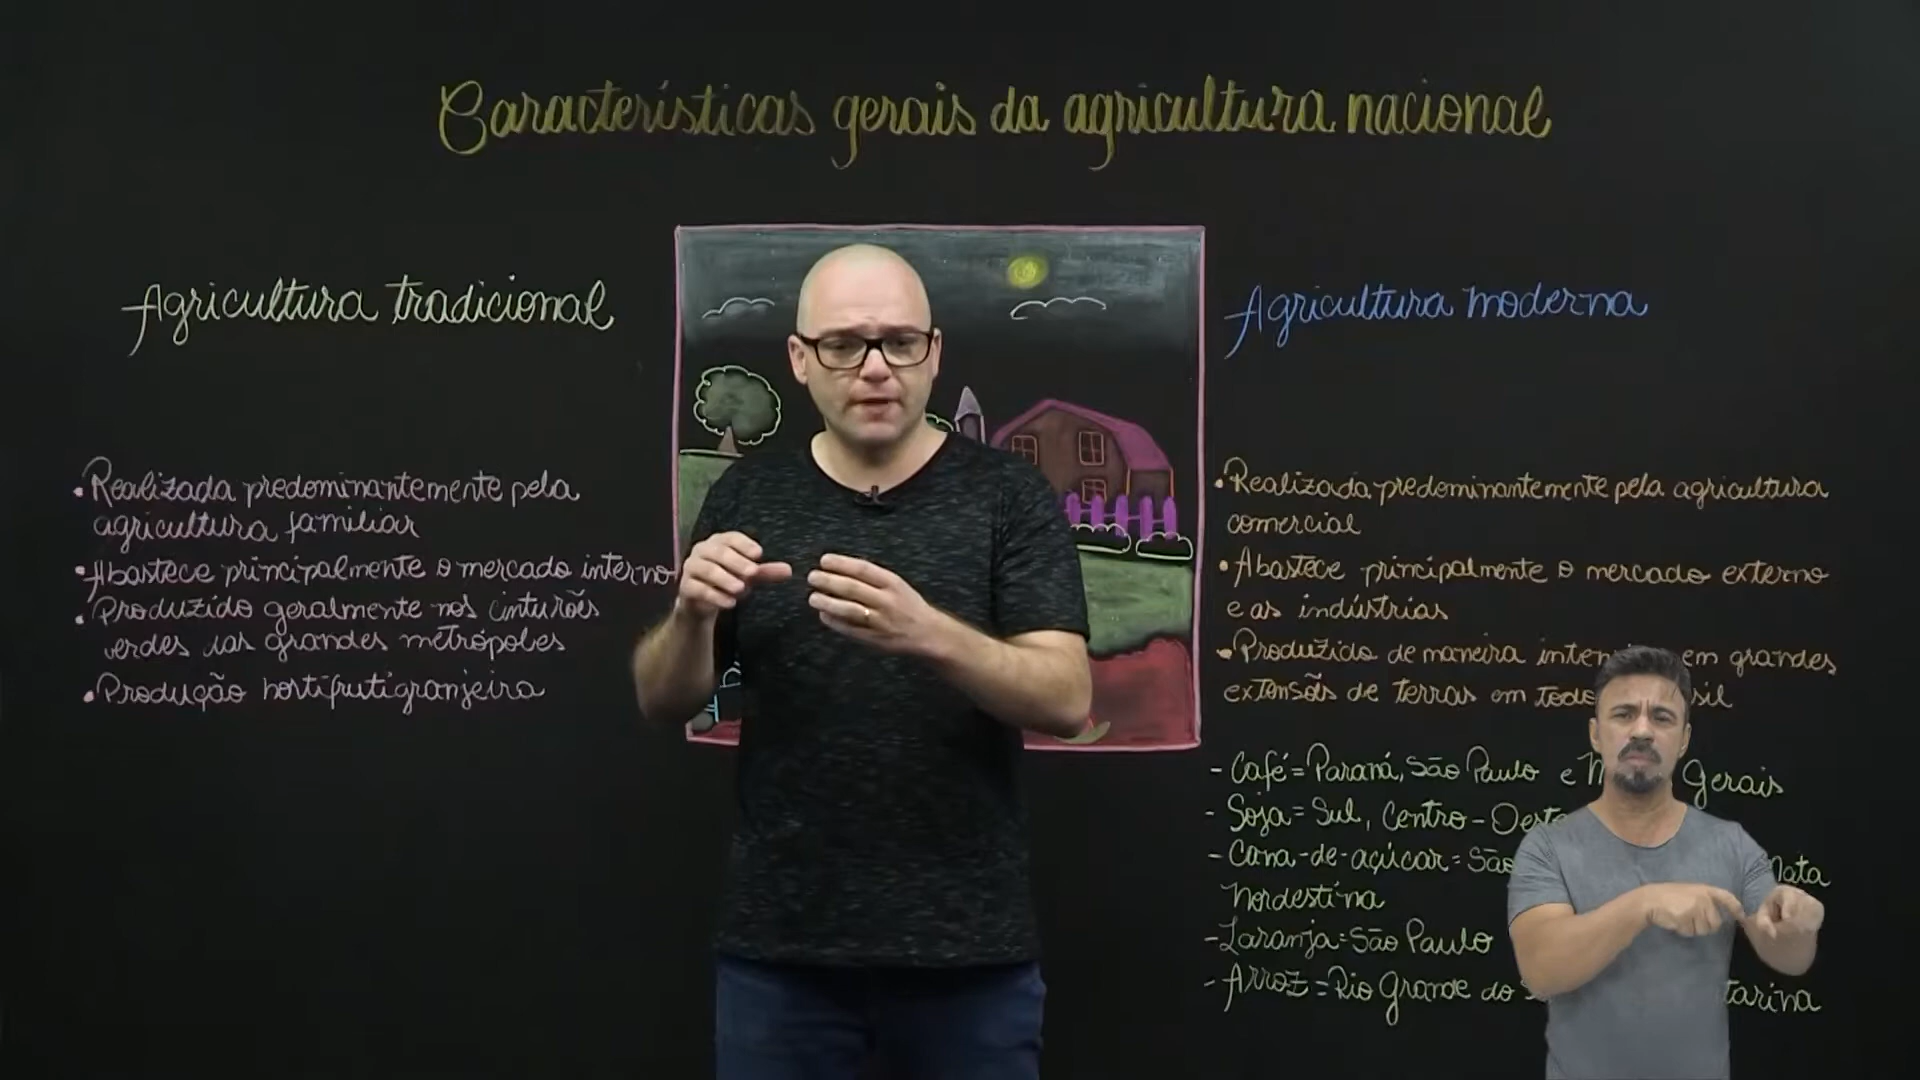 Características gerais da agricultura nacional
Agricultura tradicional
• Realizada predominantemente pela
agricultura familiar
• Abastece principalmente o mercado interno
• Produzido geralmente nos cinturões
verdes das grandes metrópoles
• Produção hortifrutigranjeira
Agricultura moderna
• Realizada predominantemente pela agricultura
comercial
• Abastece principalmente o mercado externo
e as indústrias
• Produzido de maneira em grandes
extensões de terras em
- Café = Paraná, São Paulo e Gerais
- Soja = Sul, Centro-Oeste
- Cana-de-açúcar = São Mata
Nordestina
- Laranja = São Paulo
- Arroz = Rio Grande do